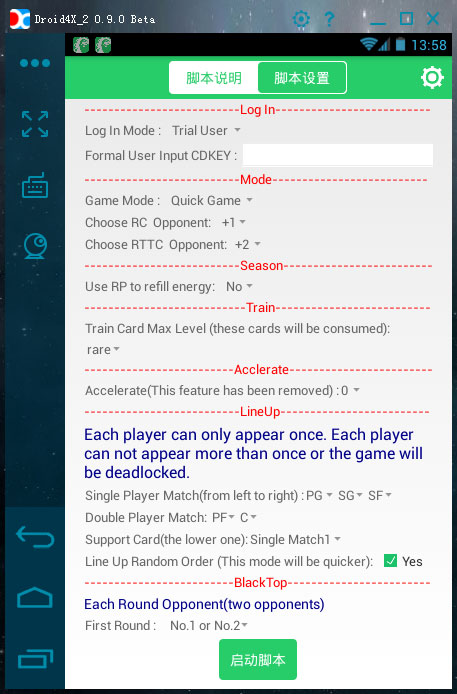 Droid4X_2 0.9.0 Beta
13:58
脚本说明 脚本设置
Log In
Log In Mode : Trial User
Formal User Input CDKEY :
Mode
Game Mode : Quick Game
Choose RC Opponent: +1
Choose RTTC Opponent: +2
Season
Use RP to refill energy: No
Train
Train Card Max Level (these cards will be consumed):
rare
Acclerate
Accelerate(This feature has been removed) : 0
LineUp
Each player can only appear once. Each player
can not appear more than once or the game will
be deadlocked.
Single Player Match(from left to right) : PG SG SF
Double Player Match: PF C
Support Card(the lower one): Single Match1
Line Up Random Order (This mode will be quicker): Yes
BlackTop
Each Round Opponent(two opponents)
First Round : No.1 or No.2
启动脚本